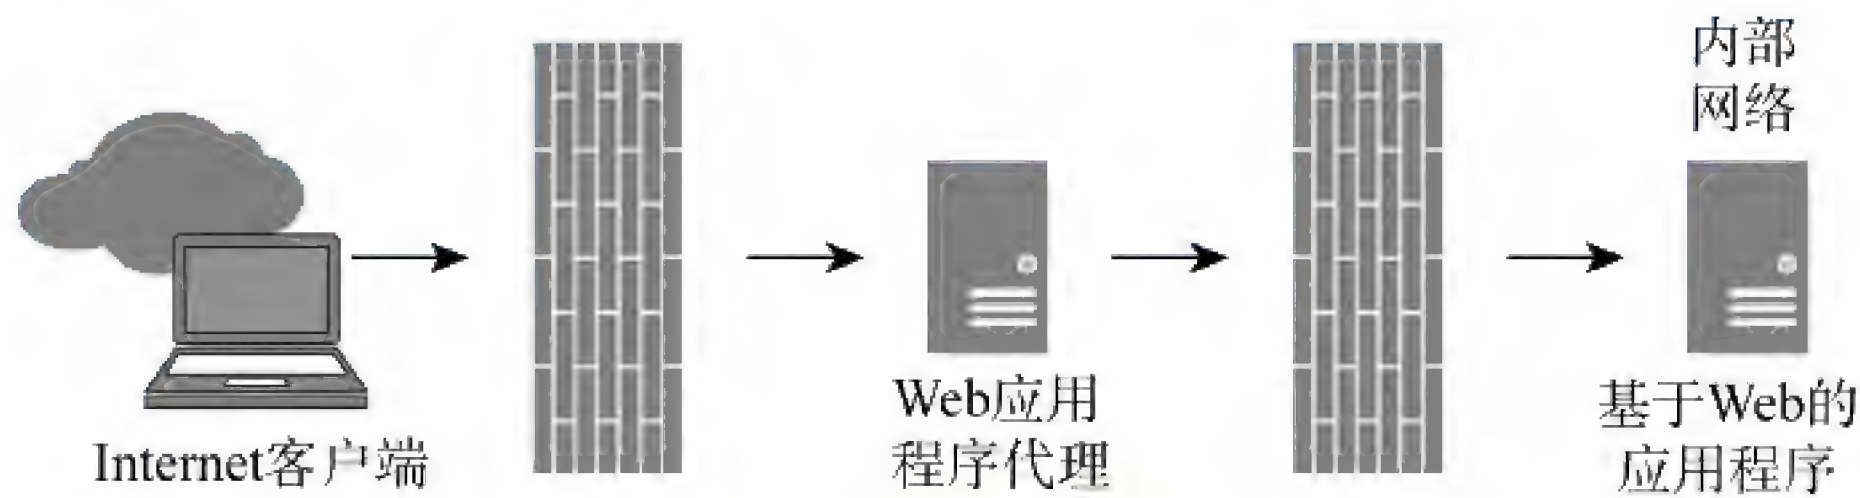 Internet客户端
Web应用
程序代理
内部
网络
基于Web的
应用程序